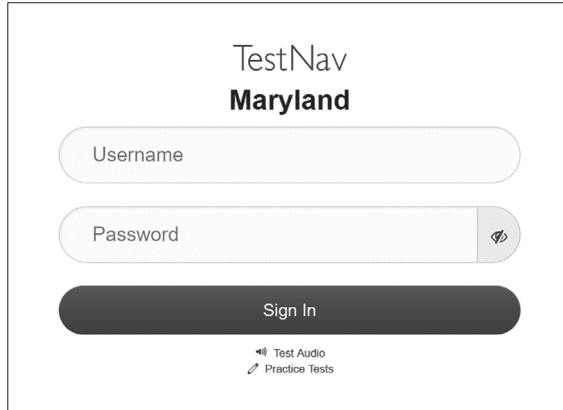 TestNav
Maryland
Username
Password
Sign In
Test Audio
Practice Tests